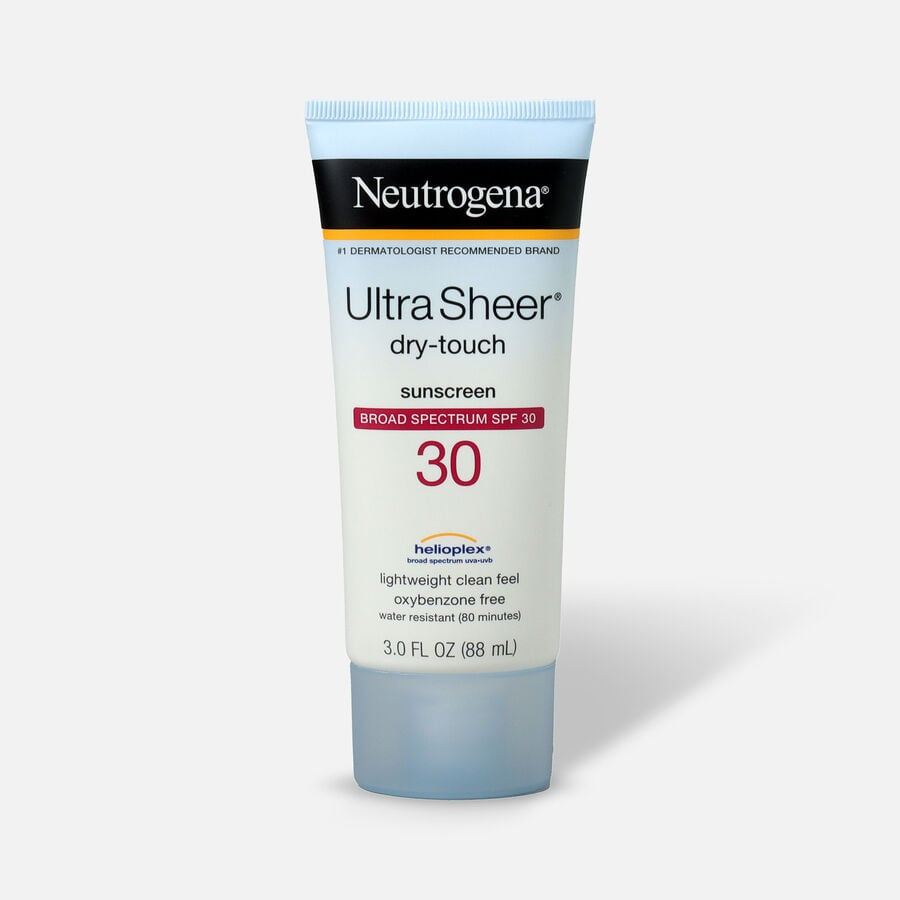 Neutrogena®
#1 DERMATOLOGIST RECOMMENDED BRAND
Ultra Sheer®
dry-touch
sunscreen
BROAD SPECTRUM SPF 30
30
helioplex®
broad spectrum uva•uvb
lightweight clean feel
oxybenzone free
water resistant (80 minutes)
3.0 FL OZ (88 mL)